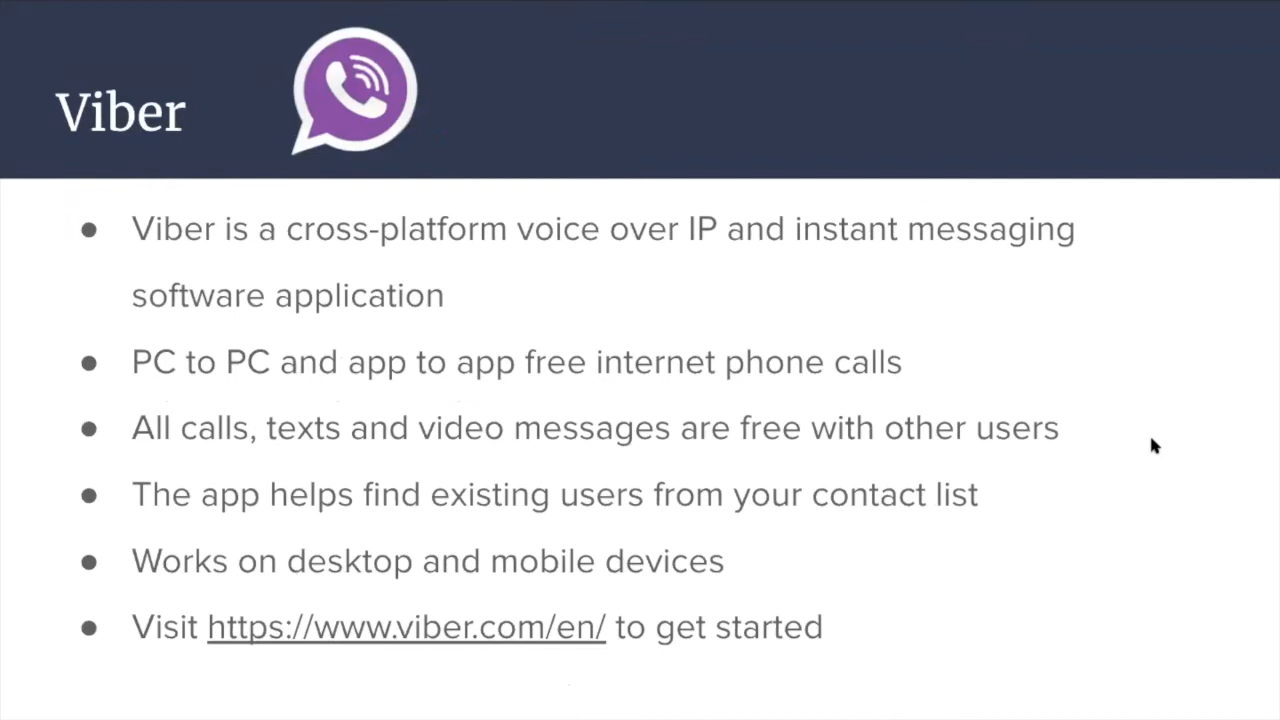 Viber
● Viber is a cross-platform voice over IP and instant messaging
software application
● PC to PC and app to app free internet phone calls
● All calls, texts and video messages are free with other users
● The app helps find existing users from your contact list
● Works on desktop and mobile devices
● Visit https://www.viber.com/en/ to get started